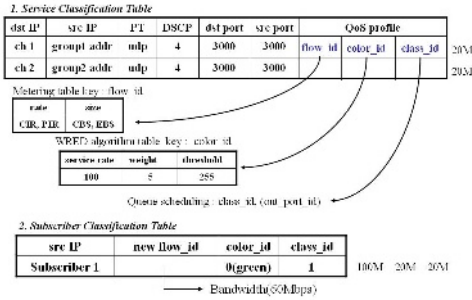 1. Service Classification Table
dst IP src IP PT DSCP dst port src port QoS profile
ch 1 group1 addr udp 4 3000 3000 flow_id color_id class_id 20M
ch 2 group2 addr udp 4 3000 3000 20M
Metering table key : flow_id
rate size
CIR, PIR CBS, EBS
WRED algorithm table key : color_id
service rate weight threshold
100 5 255
Queue scheduling : class_id, (out_port_id)
2. Subscriber Classification Table
src IP new flow_id color_id class_id
Subscriber 1 0(green) 1 100M 20M 20M
Bandwidth(60Mbps)